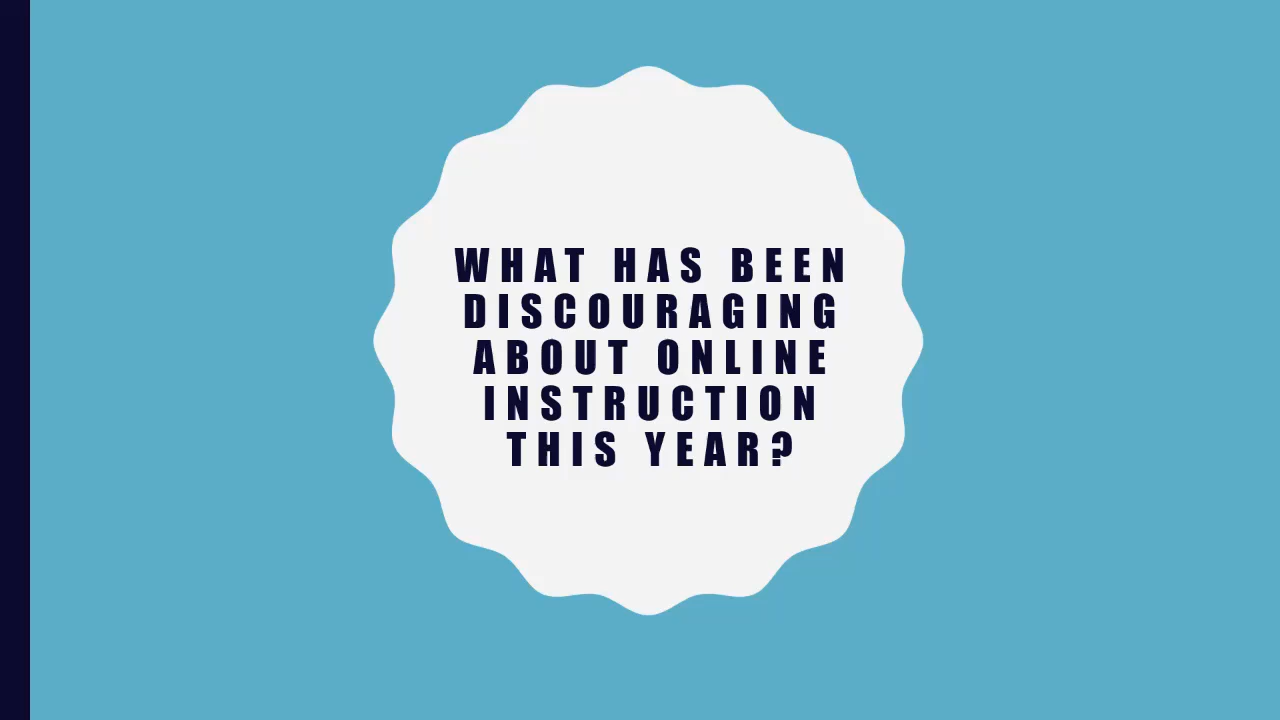 WHAT HAS BEEN
DISCOURAGING
ABOUT ONLINE
INSTRUCTION
THIS YEAR?